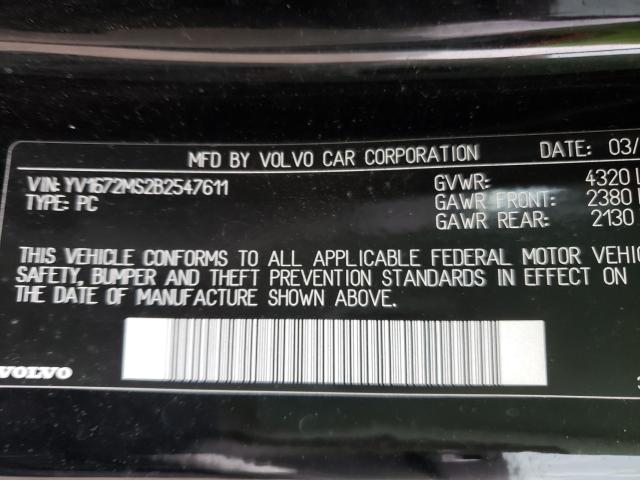 MFD BY VOLVO CAR CORPORATION DATE: 03/
VIN: YV1672MS2B2547611 GVWR: 4320
TYPE: PC GAWR FRONT: 2380
GAWR REAR: 2130
THIS VEHICLE CONFORMS TO ALL APPLICABLE FEDERAL MOTOR VEHIC
SAFETY, BUMPER AND THEFT PREVENTION STANDARDS IN EFFECT ON
THE DATE OF MANUFACTURE SHOWN ABOVE.
VOLVO